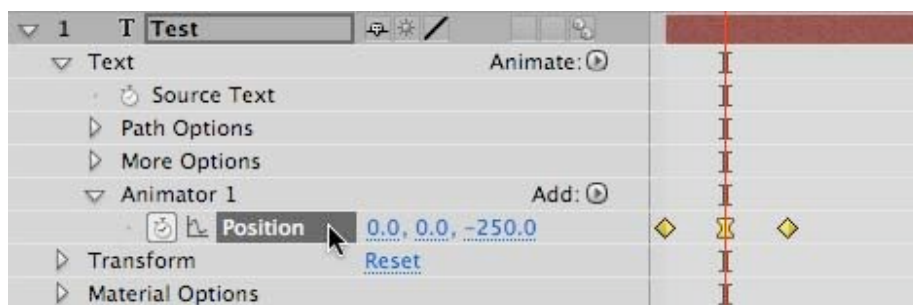 1 T Test
Text Animate:
Source Text
Path Options
More Options
Animator 1 Add:
Position 0.0, 0.0, -250.0
Transform Reset
Material Options